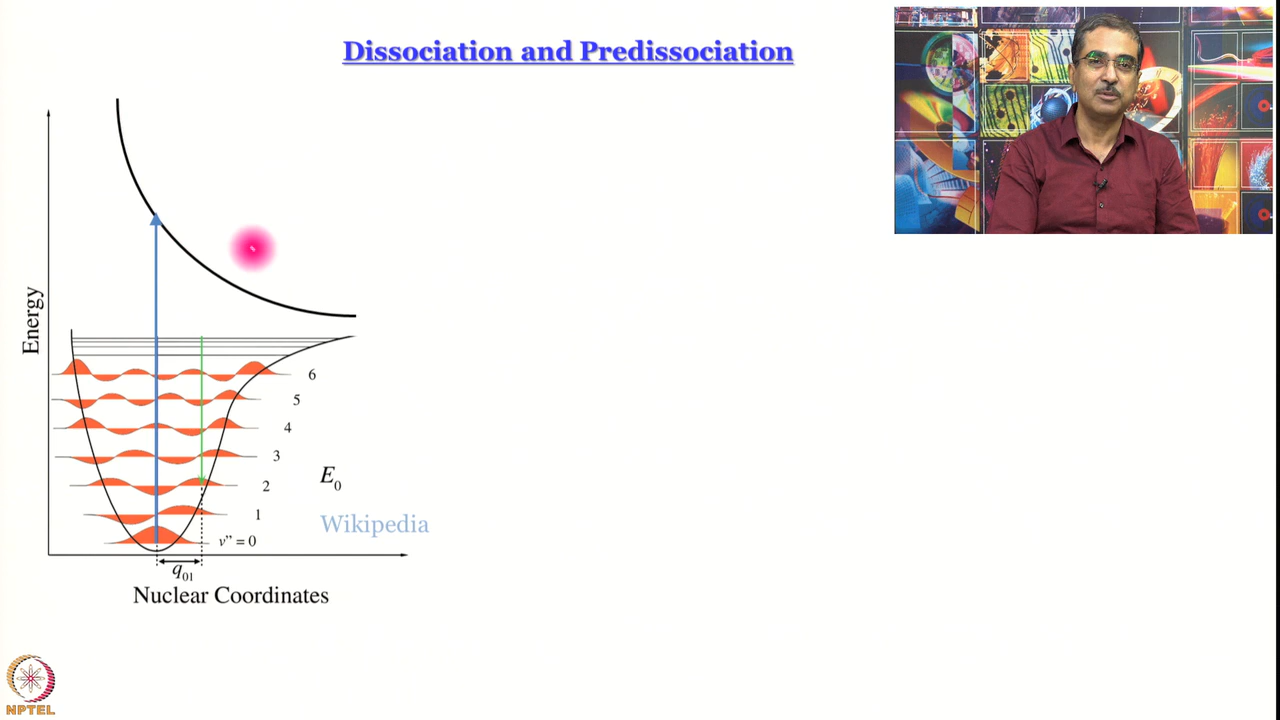 Dissociation and Predissociation
Energy
6
5
4
3
2
1
v” = 0
E0
Wikipedia
q01
Nuclear Coordinates
NPTEL